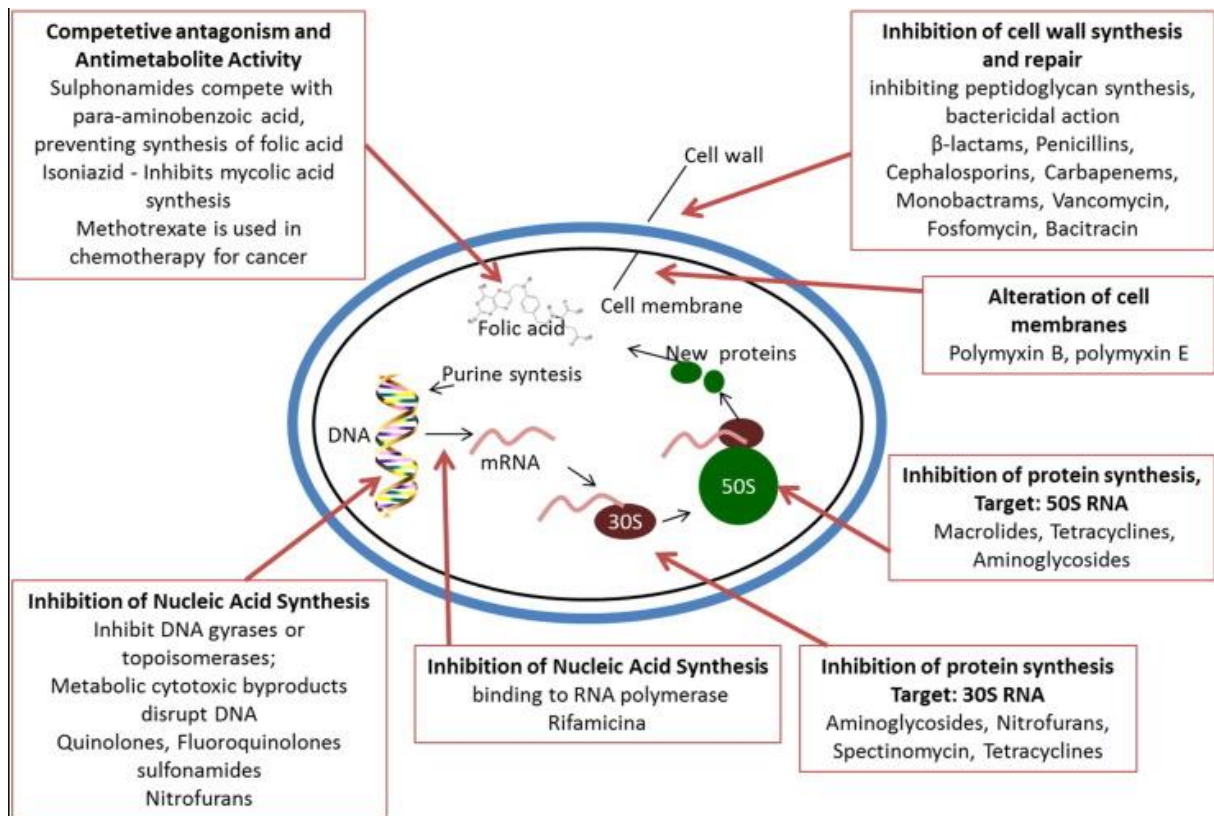 Competetive antagonism and
Antimetabolite Activity
Sulphonamides compete with
para-aminobenzoic acid,
preventing synthesis of folic acid
Isoniazid - Inhibits mycolic acid
synthesis
Methotrexate is used in
chemotherapy for cancer
Inhibition of cell wall synthesis
and repair
inhibiting peptidoglycan synthesis,
bactericidal action
β-lactams, Penicillins,
Cephalosporins, Carbapenems,
Monobactrams, Vancomycin,
Fosfomycin, Bacitracin
Cell wall
Cell membrane
Folic acid
Alteration of cell
membranes
Polymyxin B, polymyxin E
New proteins
Purine syntesis
DNA
mRNA
30S
50S
Inhibition of protein synthesis,
Target: 50S RNA
Macrolides, Tetracyclines,
Aminoglycosides
Inhibition of Nucleic Acid Synthesis
Inhibit DNA gyrases or
topoisomerases;
Metabolic cytotoxic byproducts
disrupt DNA
Quinolones, Fluoroquinolones
sulfonamides
Nitrofurans
Inhibition of Nucleic Acid Synthesis
binding to RNA polymerase
Rifamicina
Inhibition of protein synthesis
Target: 30S RNA
Aminoglycosides, Nitrofurans,
Spectinomycin, Tetracyclines